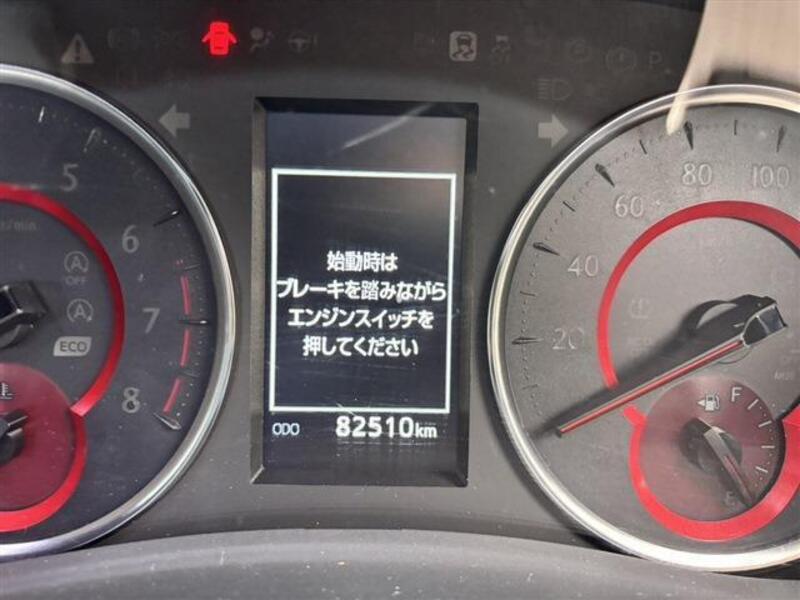 始動時は
ブレーキを踏みながら
エンジンスイッチを
押してください
ODO 82510km
5
6
7
8
OFF
ECO
20
40
60
80
100
F
E
P